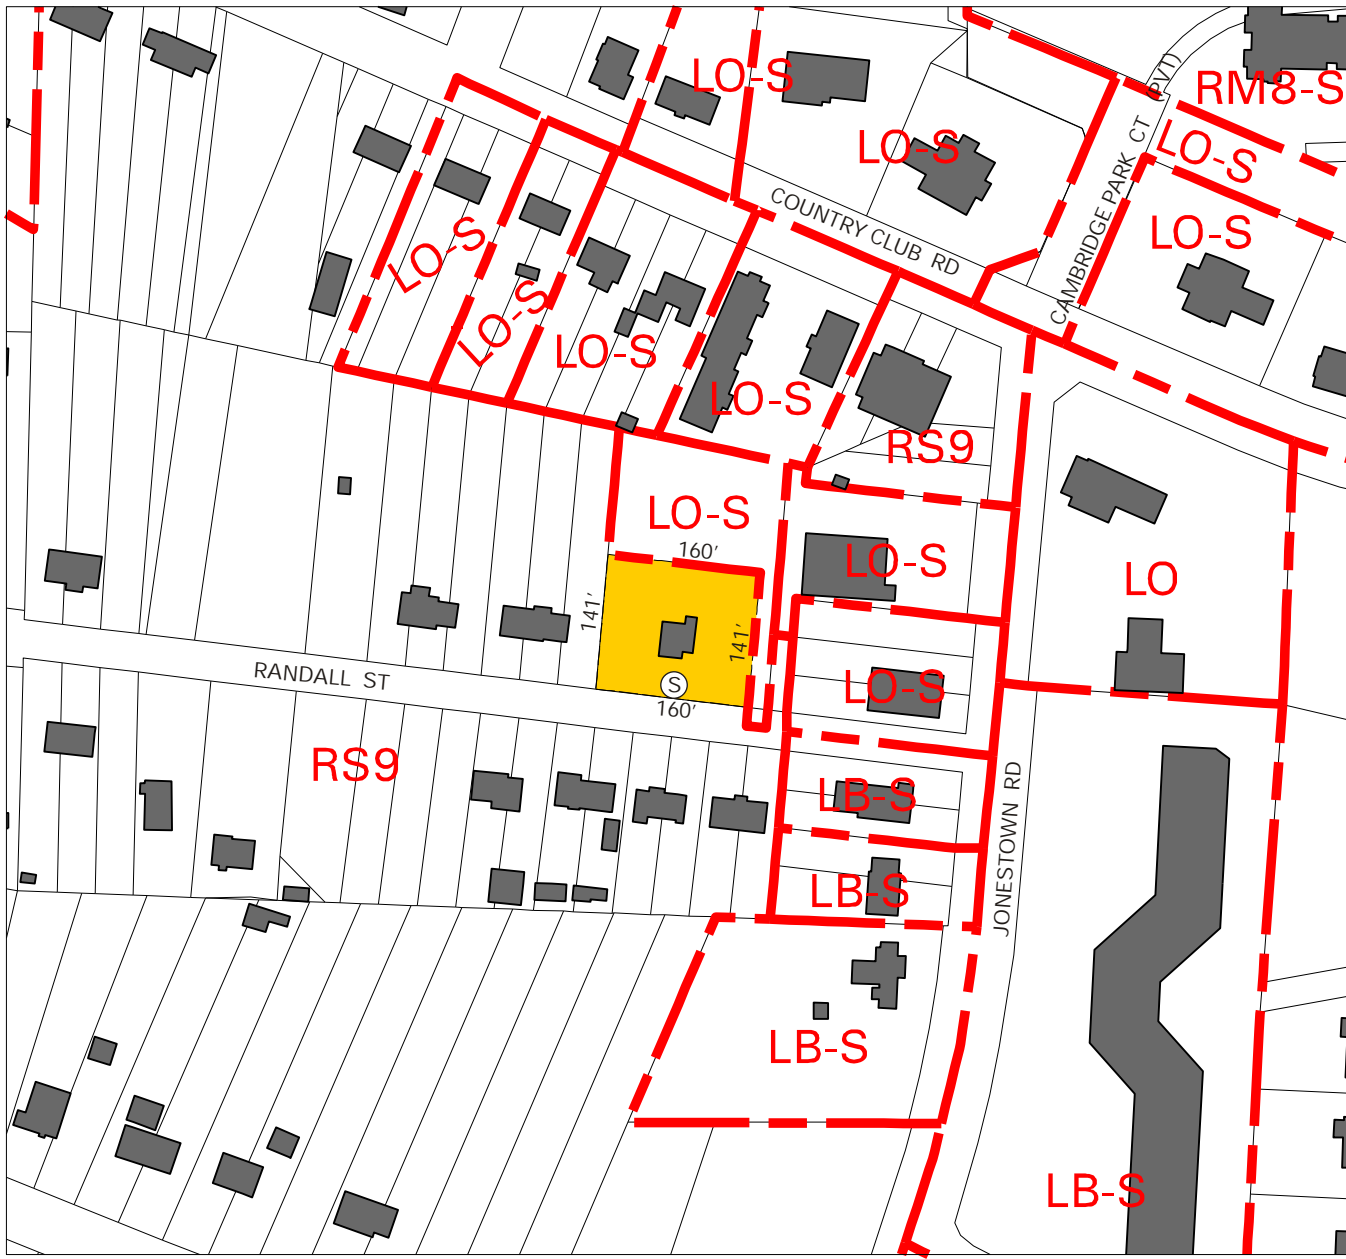 LO-S
RM8-S
CAMBRIDGE PARK CT (PVT)
LO-S
LO-S
COUNTRY CLUB RD
LO-S
LO-S
LO-S
LO-S
LO-S
RS9
LO-S
160'
LO-S
LO
141'
141'
RANDALL ST
S
160'
LO-S
RS9
LB-S
JONESTOWN RD
LB-S
LB-S
LB-S